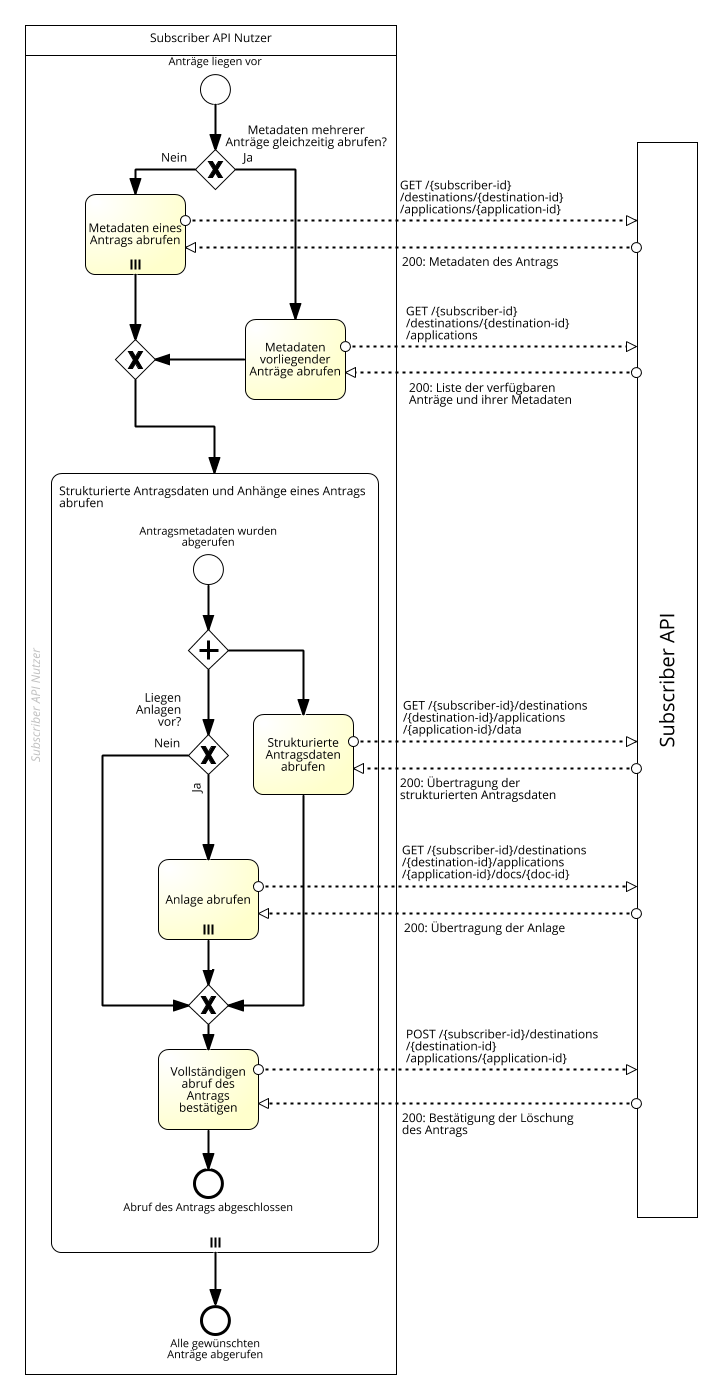 Subscriber API Nutzer
Anträge liegen vor
Metadaten mehrerer
Anträge gleichzeitig abrufen?
Nein
Ja
GET /{subscriber-id}
/destinations/{destination-id}
/applications/{application-id}
Metadaten eines
Antrags abrufen
200: Metadaten des Antrags
GET /{subscriber-id}
/destinations/{destination-id}
/applications
Metadaten
vorliegender
Anträge abrufen
200: Liste der verfügbaren
Anträge und ihrer Metadaten
Strukturierte Antragsdaten und Anhänge eines Antrags
abrufen
Antragsmetadaten wurden
abgerufen
Subscriber API Nutzer
Subscriber API
Liegen
Anlagen
vor?
Nein
Ja
GET /{subscriber-id}/destinations
/{destination-id}/applications
/{application-id}/data
Strukturierte
Antragsdaten
abrufen
200: Übertragung der
strukturierten Antragsdaten
GET /{subscriber-id}/destinations
/{destination-id}/applications
/{application-id}/docs/{doc-id}
Anlage abrufen
200: Übertragung der Anlage
POST /{subscriber-id}/destinations
/{destination-id}
/applications/{application-id}
Vollständigen
abruf des
Antrags
bestätigen
200: Bestätigung der Löschung
des Antrags
Abruf des Antrags abgeschlossen
Alle gewünschten
Anträge abgerufen